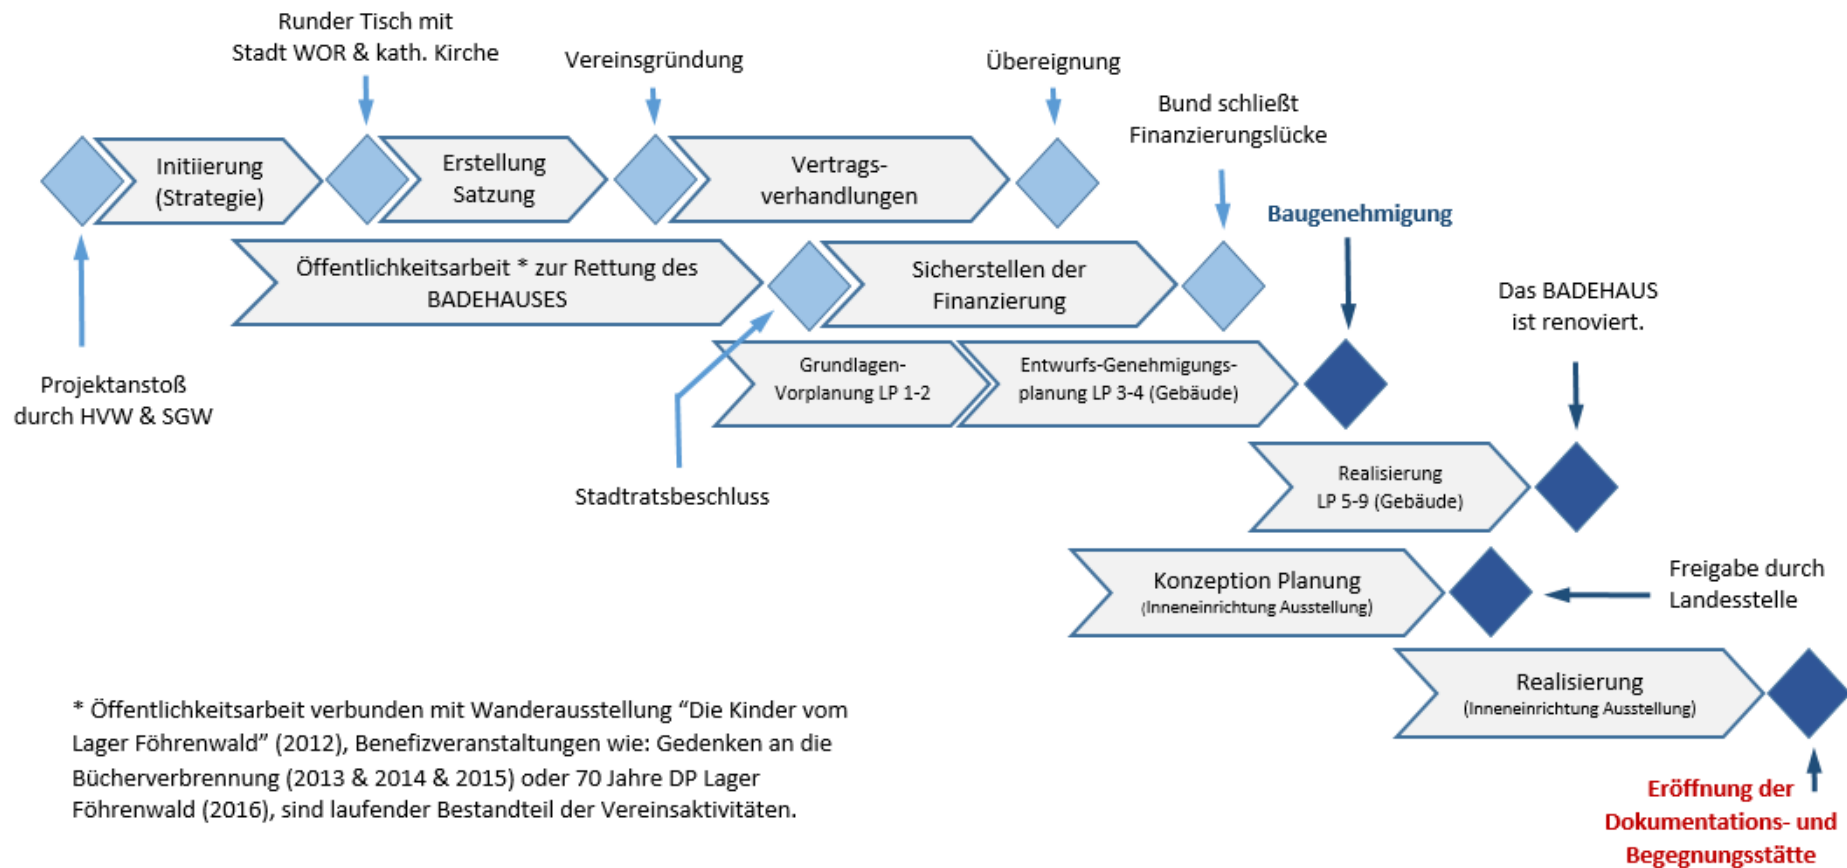 Runder Tisch mit
Stadt WOR & kath. Kirche
Vereinsgründung
Übereignung
Bund schließt
Finanzierungslücke
Initiierung
(Strategie)
Erstellung
Satzung
Vertrags-
verhandlungen
Baugenehmigung
Öffentlichkeitsarbeit * zur Rettung des
BADEHAUSES
Sicherstellen der
Finanzierung
Das BADEHAUS
ist renoviert.
Projektanstoß
durch HVW & SGW
Grundlagen-
Vorplanung LP 1-2
Entwurfs-Genehmigungs-
planung LP 3-4 (Gebäude)
Stadtratsbeschluss
Realisierung
LP 5-9 (Gebäude)
Konzeption Planung
(Inneneinrichtung Ausstellung)
Freigabe durch
Landesstelle
Realisierung
(Inneneinrichtung Ausstellung)
* Öffentlichkeitsarbeit verbunden mit Wanderausstellung “Die Kinder vom
Lager Föhrenwald” (2012), Benefizveranstaltungen wie: Gedenken an die
Bücherverbrennung (2013 & 2014 & 2015) oder 70 Jahre DP Lager
Föhrenwald (2016), sind laufender Bestandteil der Vereinsaktivitäten.
Eröffnung der
Dokumentations- und
Begegnungsstätte